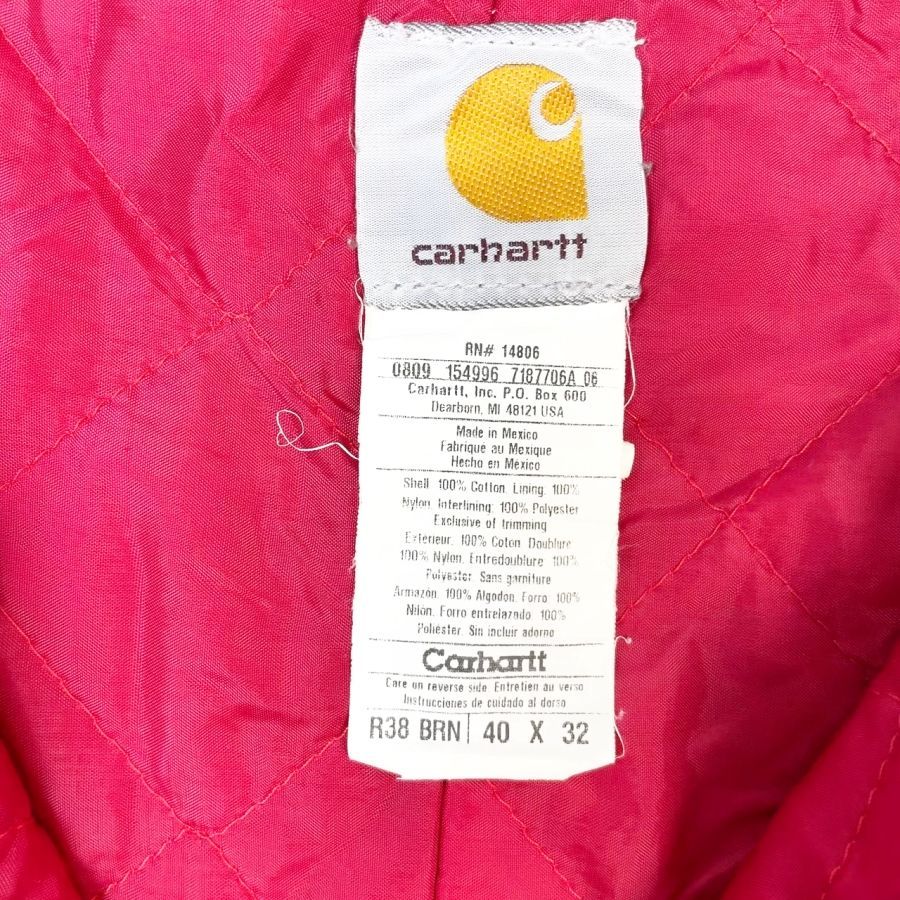 carhartt
RN# 14806
0809 154996 7187706A 06
Carhartt, Inc. P.O. Box 600
Dearborn, MI 48121 USA
Made in Mexico
Fabrique au Mexique
Hecho en Mexico
Shell: 100% Cotton. Lining: 100%
Nylon. Interlining: 100% Polyester
Exclusive of trimming
Exterieur: 100% Coton. Doublure
100% Nylon. Entredoublure 100%
Polyester. Sans garniture
Armazón: 100% Algodon. Forro 100%
Nilón. Forro entrelazado 100%
Poliester. Sin incluir adorno
Carhartt
Care on reverse side. Entretien au verso
Instrucciones de cuidado al dorso
R38 BRN 40 X 32